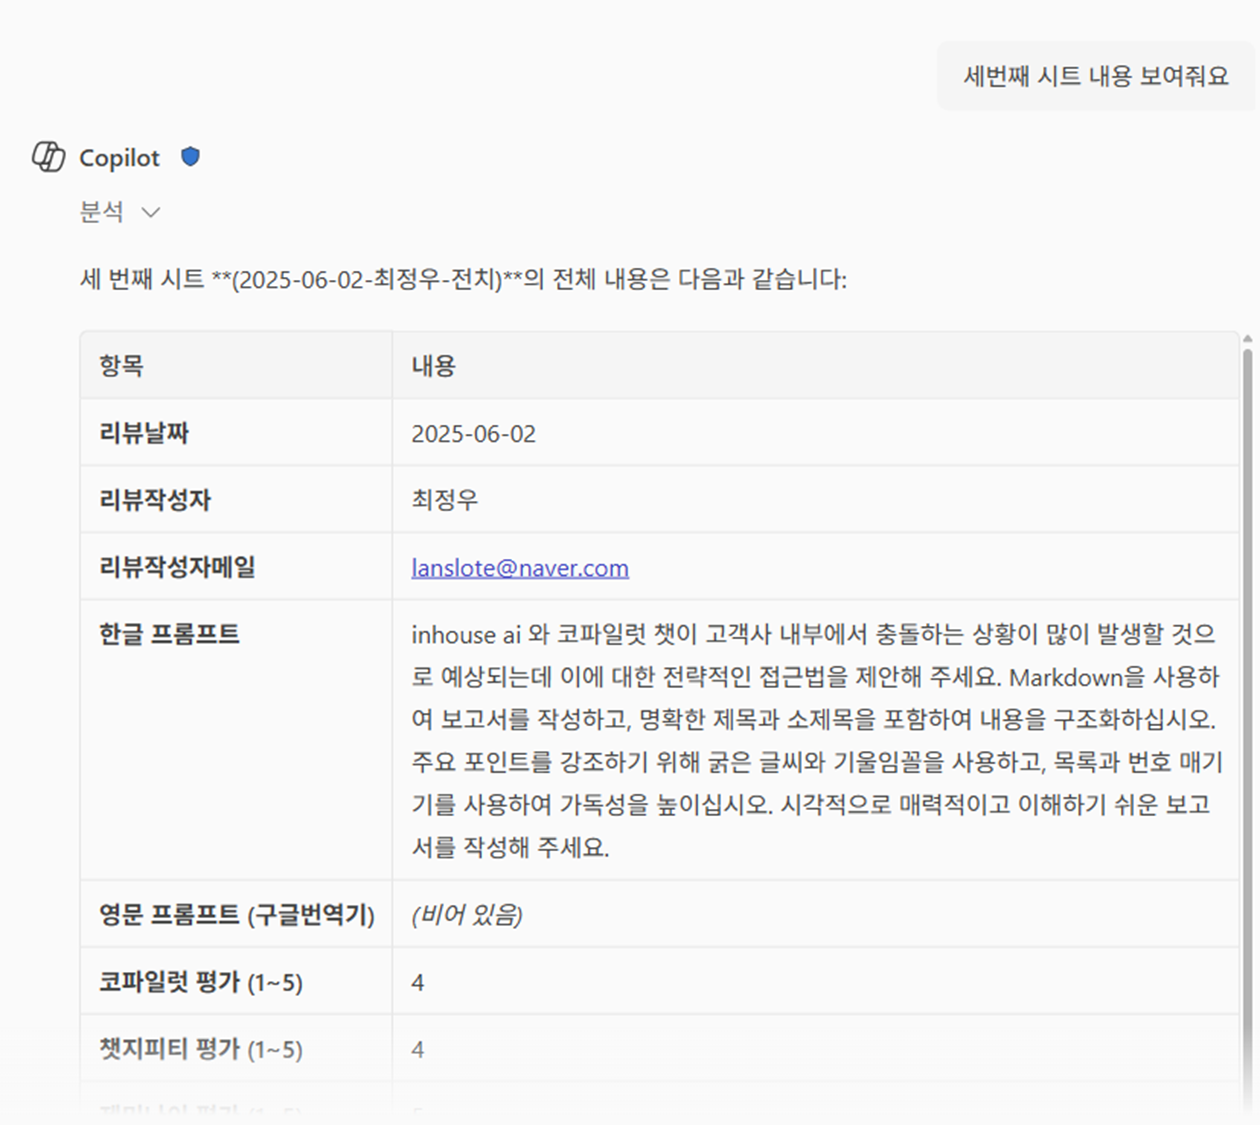 세번째 시트 내용 보여줘요
Copilot
분석
세 번째 시트 **(2025-06-02-최정우-전치)**의 전체 내용은 다음과 같습니다:
항목 내용
리뷰날짜 2025-06-02
리뷰작성자 최정우
리뷰작성자메일 lanslote@naver.com
한글 프롬프트 inhouse ai 와 코파일럿 챗이 고객사 내부에서 충돌하는 상황이 많이 발생할 것으
로 예상되는데 이에 대한 전략적인 접근법을 제안해 주세요. Markdown을 사용하
여 보고서를 작성하고, 명확한 제목과 소제목을 포함하여 내용을 구조화하십시오.
주요 포인트를 강조하기 위해 굵은 글씨와 기울임꼴을 사용하고, 목록과 번호 매기
기를 사용하여 가독성을 높이십시오. 시각적으로 매력적이고 이해하기 쉬운 보고
서를 작성해 주세요.
영문 프롬프트 (구글번역기) (비어 있음)
코파일럿 평가 (1~5) 4
챗지피티 평가 (1~5) 4